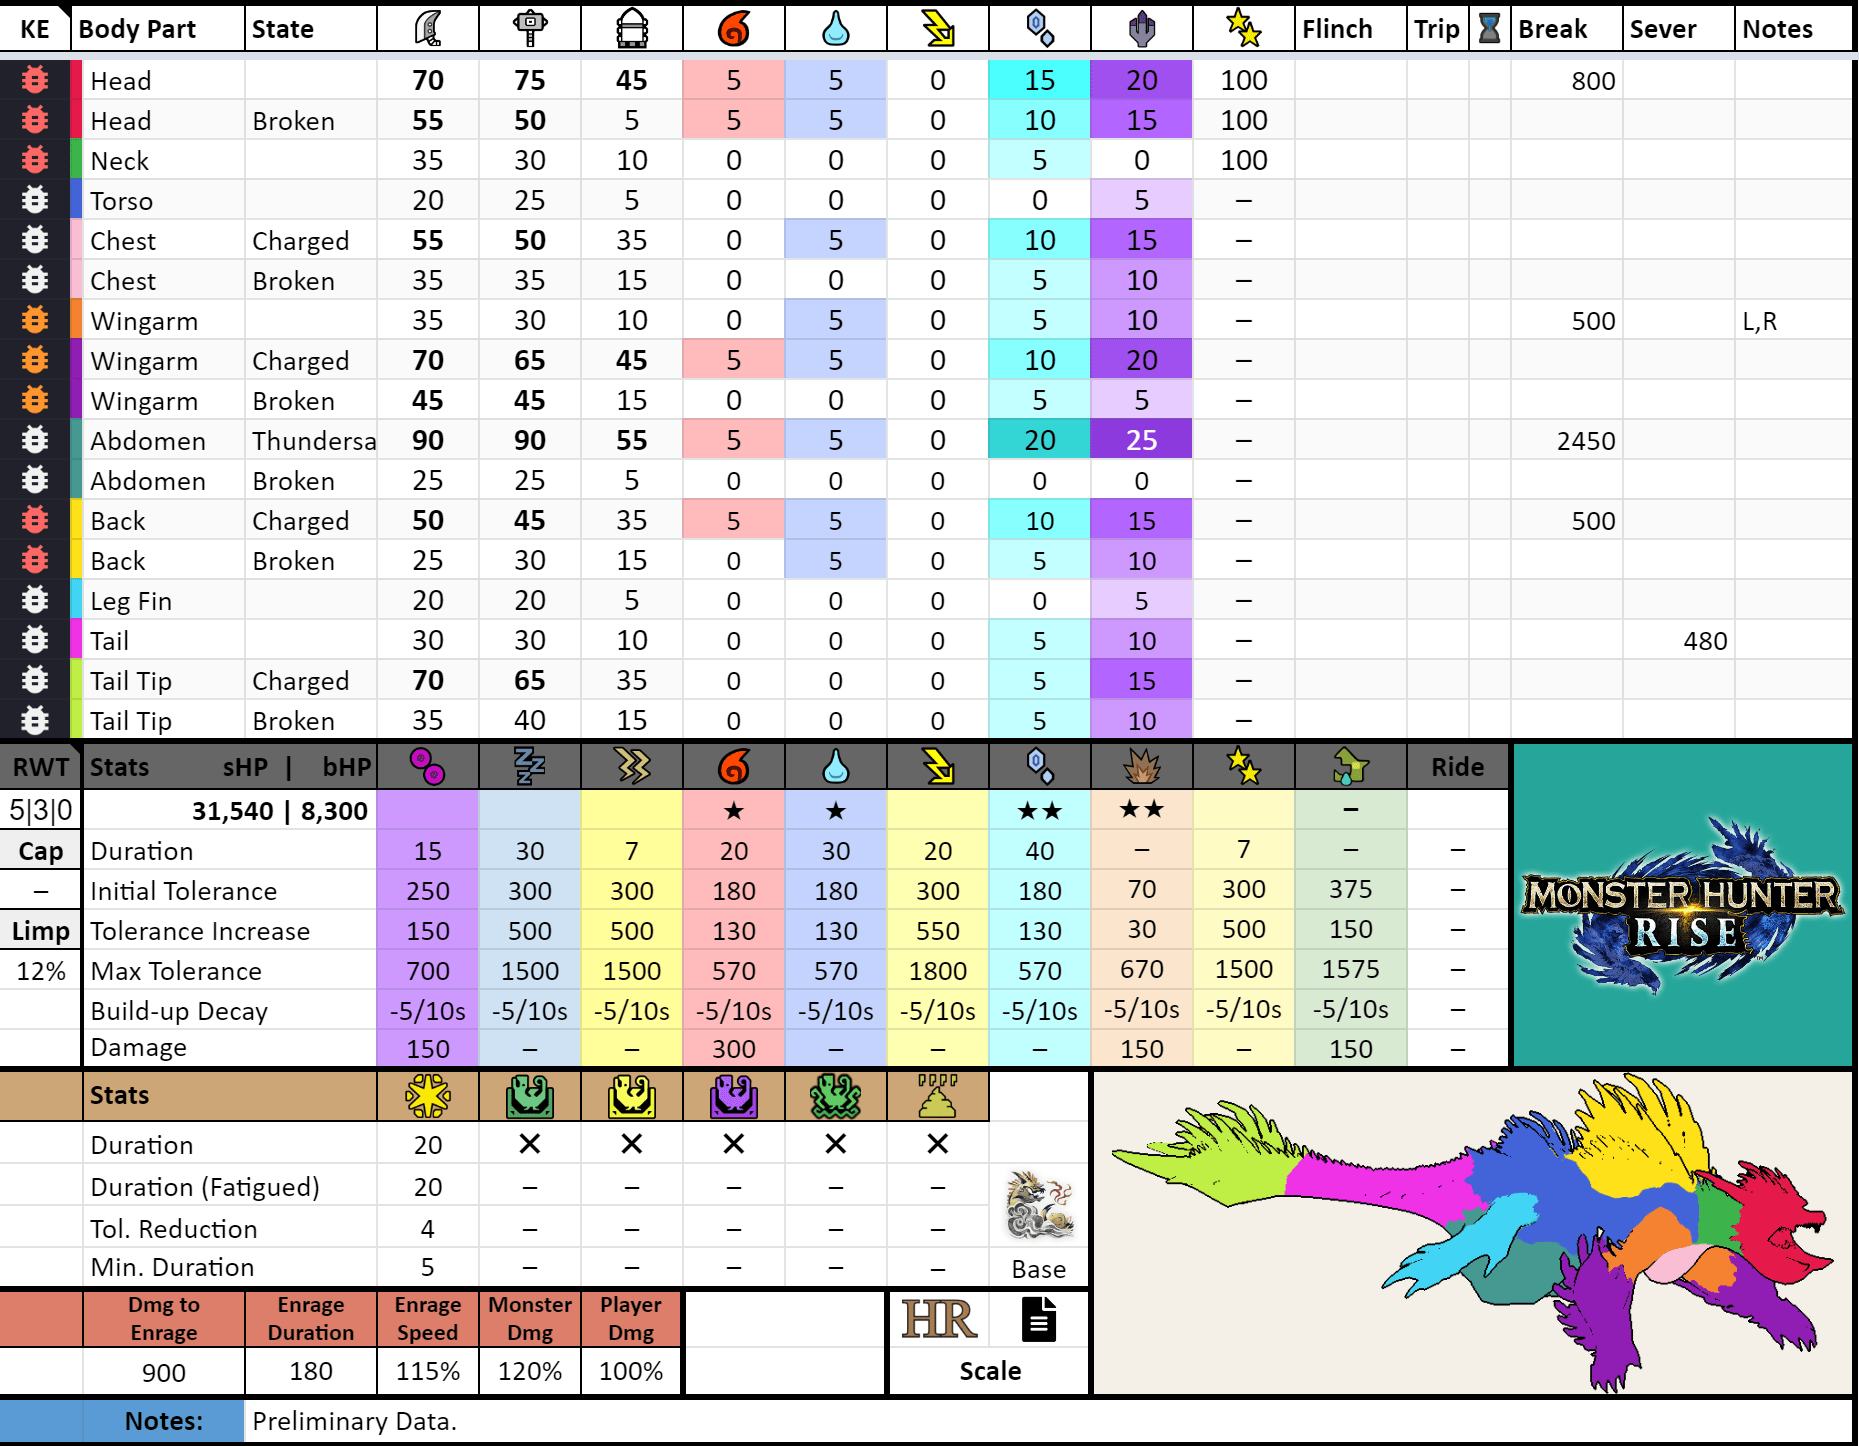 KE Body Part State Flinch Trip Break Sever Notes
Head 70 75 45 5 5 0 15 20 100 800
Head Broken 55 50 5 5 5 0 10 15 100
Neck 35 30 10 0 0 0 5 0 100
Torso 20 25 5 0 0 0 0 5 –
Chest Charged 55 50 35 0 5 0 10 15 –
Chest Broken 35 35 15 0 0 0 5 10 –
Wingarm 35 30 10 0 5 0 5 10 – 500 L,R
Wingarm Charged 70 65 45 5 5 0 10 20 –
Wingarm Broken 45 45 15 0 0 0 5 5 –
Abdomen Thundersa 90 90 55 5 5 0 20 25 – 2450
Abdomen Broken 25 25 5 0 0 0 0 0 –
Back Charged 50 45 35 5 5 0 10 15 – 500
Back Broken 25 30 15 0 5 0 5 10 –
Leg Fin 20 20 5 0 0 0 0 5 –
Tail 30 30 10 0 0 0 5 10 – 480
Tail Tip Charged 70 65 35 0 0 0 5 15 –
Tail Tip Broken 35 40 15 0 0 0 5 10 –
RWT Stats sHP | bHP Ride
5|3|0 31,540 | 8,300 ★ ★ ★★ ★★ –
Cap Duration 15 30 7 20 30 20 40 – 7 – –
– Initial Tolerance 250 300 300 180 180 300 180 70 300 375 –
Limp Tolerance Increase 150 500 500 130 130 550 130 30 500 150 –
12% Max Tolerance 700 1500 1500 570 570 1800 570 670 1500 1575 –
Build-up Decay -5/10s -5/10s -5/10s -5/10s -5/10s -5/10s -5/10s -5/10s -5/10s -5/10s –
Damage 150 – – 300 – – – 150 – 150 –
MONSTER HUNTER
RISE
Stats
Duration 20 ✕ ✕ ✕ ✕ ✕
Duration (Fatigued) 20 – – – – –
Tol. Reduction 4 – – – – –
Min. Duration 5 – – – – –
Base
Dmg to Enrage Enrage Duration Enrage Speed Monster Dmg Player Dmg
HR
900 180 115% 120% 100% Scale
Notes: Preliminary Data.